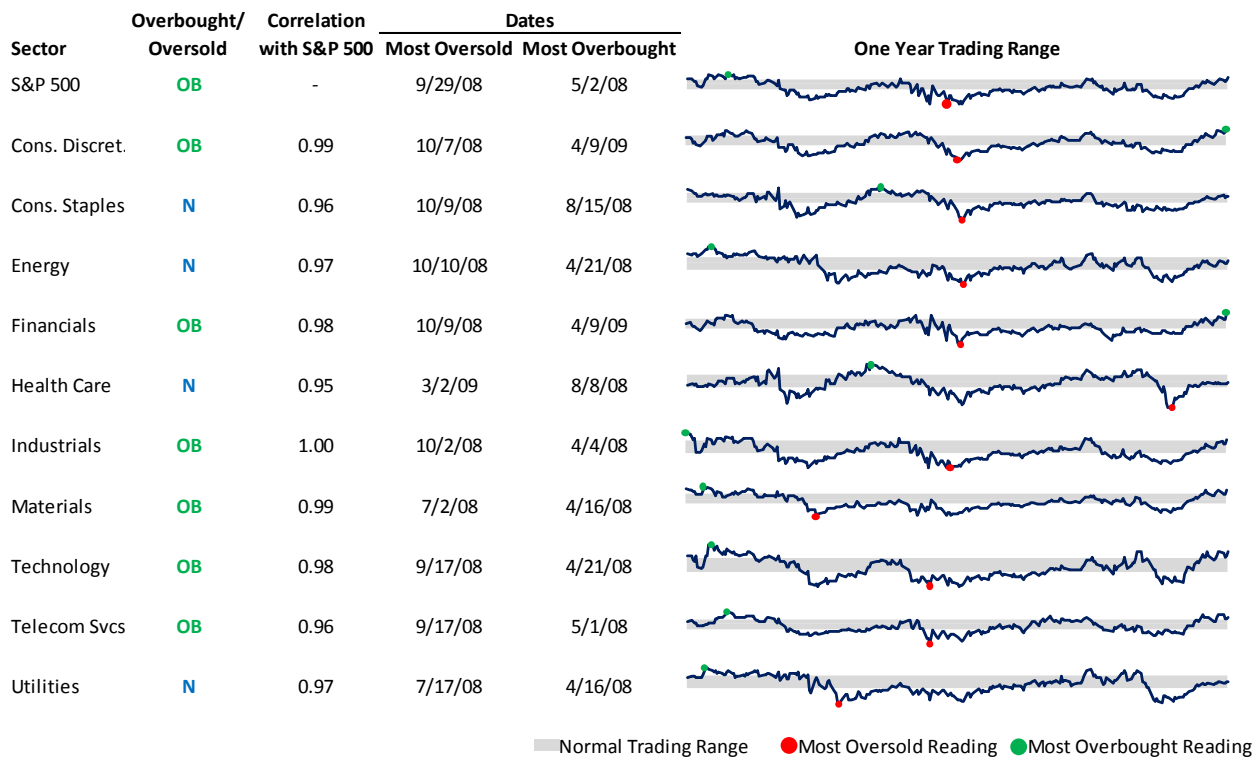 Overbought/ Correlation Dates
Sector Oversold with S&P 500 Most Oversold Most Overbought One Year Trading Range
S&P 500 OB - 9/29/08 5/2/08
Cons. Discret. OB 0.99 10/7/08 4/9/09
Cons. Staples N 0.96 10/9/08 8/15/08
Energy N 0.97 10/10/08 4/21/08
Financials OB 0.98 10/9/08 4/9/09
Health Care N 0.95 3/2/09 8/8/08
Industrials OB 1.00 10/2/08 4/4/08
Materials OB 0.99 7/2/08 4/16/08
Technology OB 0.98 9/17/08 4/21/08
Telecom Svcs OB 0.96 9/17/08 5/1/08
Utilities N 0.97 7/17/08 4/16/08
Normal Trading Range Most Oversold Reading Most Overbought Reading